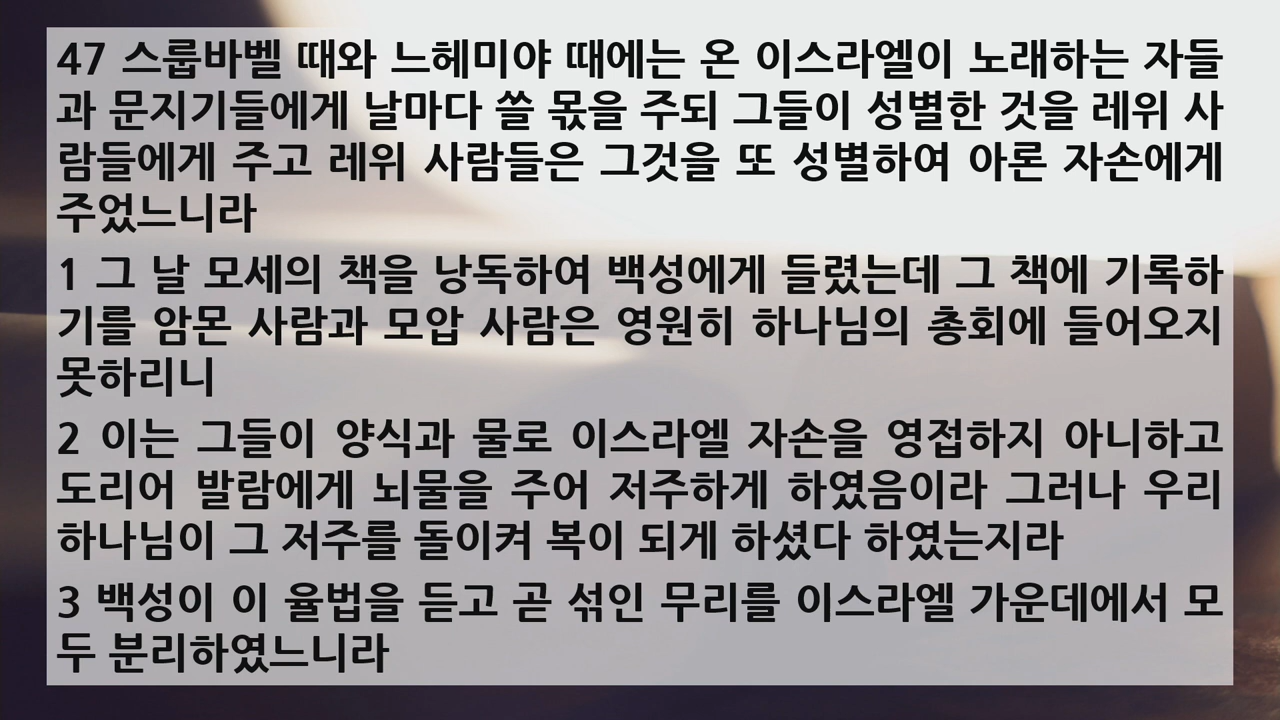 47 스룹바벨 때와 느헤미야 때에는 온 이스라엘이 노래하는 자들
과 문지기들에게 날마다 쓸 몫을 주되 그들이 성별한 것을 레위 사
람들에게 주고 레위 사람들은 그것을 또 성별하여 아론 자손에게
주었느니라
1 그 날 모세의 책을 낭독하여 백성에게 들렸는데 그 책에 기록하
기를 암몬 사람과 모압 사람은 영원히 하나님의 총회에 들어오지
못하리니
2 이는 그들이 양식과 물로 이스라엘 자손을 영접하지 아니하고
도리어 발람에게 뇌물을 주어 저주하게 하였음이라 그러나 우리
하나님이 그 저주를 돌이켜 복이 되게 하셨다 하였는지라
3 백성이 이 율법을 듣고 곧 섞인 무리를 이스라엘 가운데에서 모
두 분리하였느니라